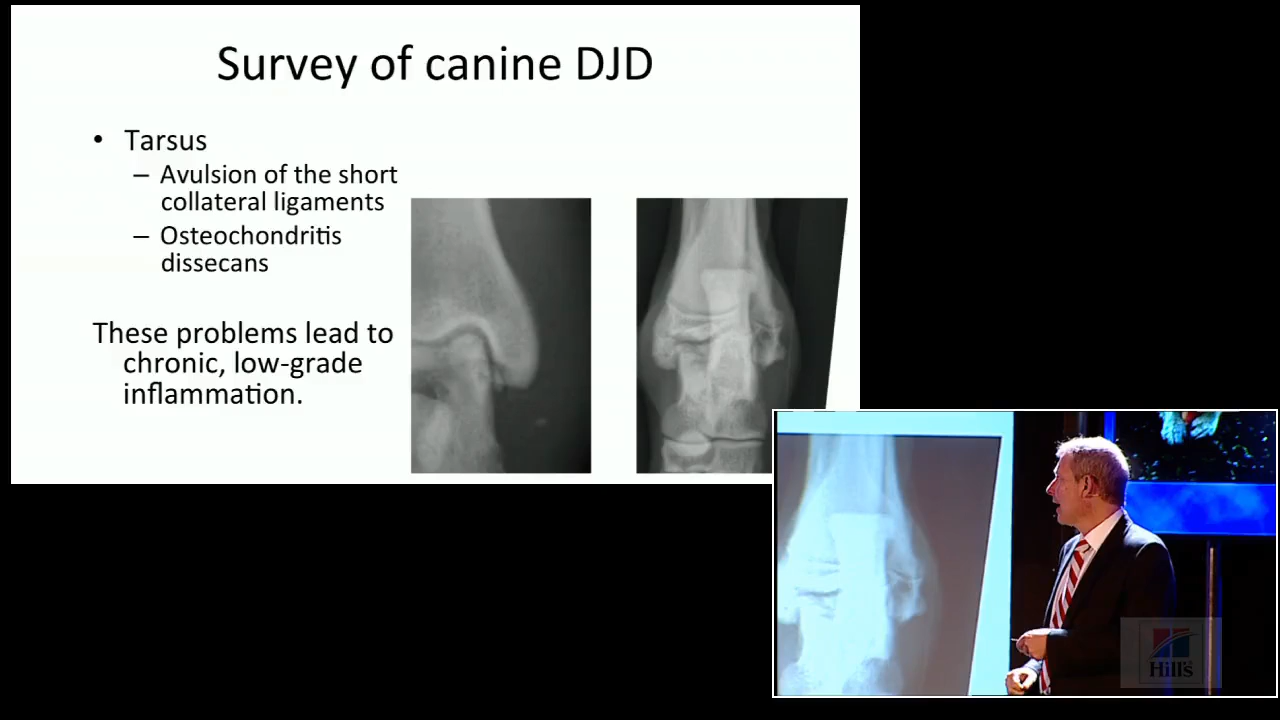 Survey of canine DJD
• Tarsus
– Avulsion of the short
collateral ligaments
– Osteochondritis
dissecans
These problems lead to
chronic, low-grade
inflammation.
Hill's